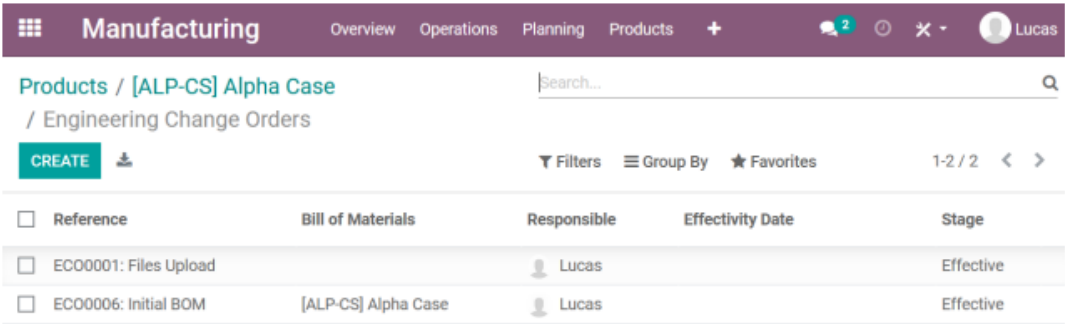 Manufacturing Overview Operations Planning Products + 2 Lucas
Products / [ALP-CS] Alpha Case Search...
/ Engineering Change Orders
CREATE Filters Group By Favorites 1-2 / 2
Reference Bill of Materials Responsible Effectivity Date Stage
ECO0001: Files Upload Lucas Effective
ECO0006: Initial BOM [ALP-CS] Alpha Case Lucas Effective